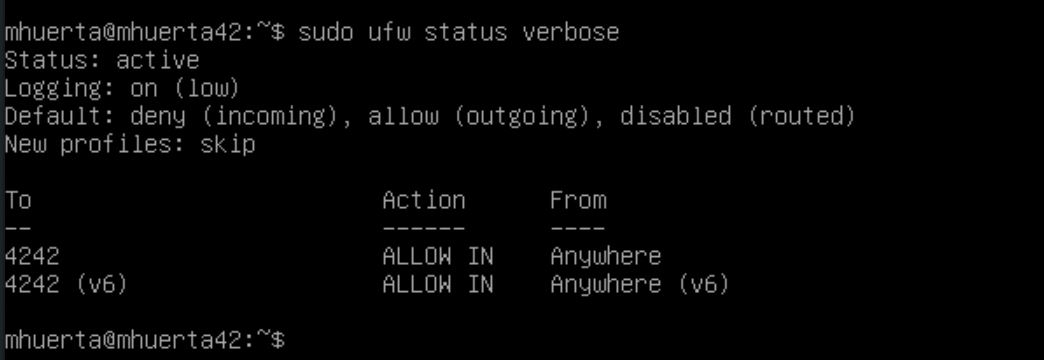 mhuerta@mhuerta42:~$ sudo ufw status verbose
Status: active
Logging: on (low)
Default: deny (incoming), allow (outgoing), disabled (routed)
New profiles: skip

To                         Action      From
--                         ------      ----
4242                       ALLOW IN    Anywhere
4242 (v6)                  ALLOW IN    Anywhere (v6)

mhuerta@mhuerta42:~$